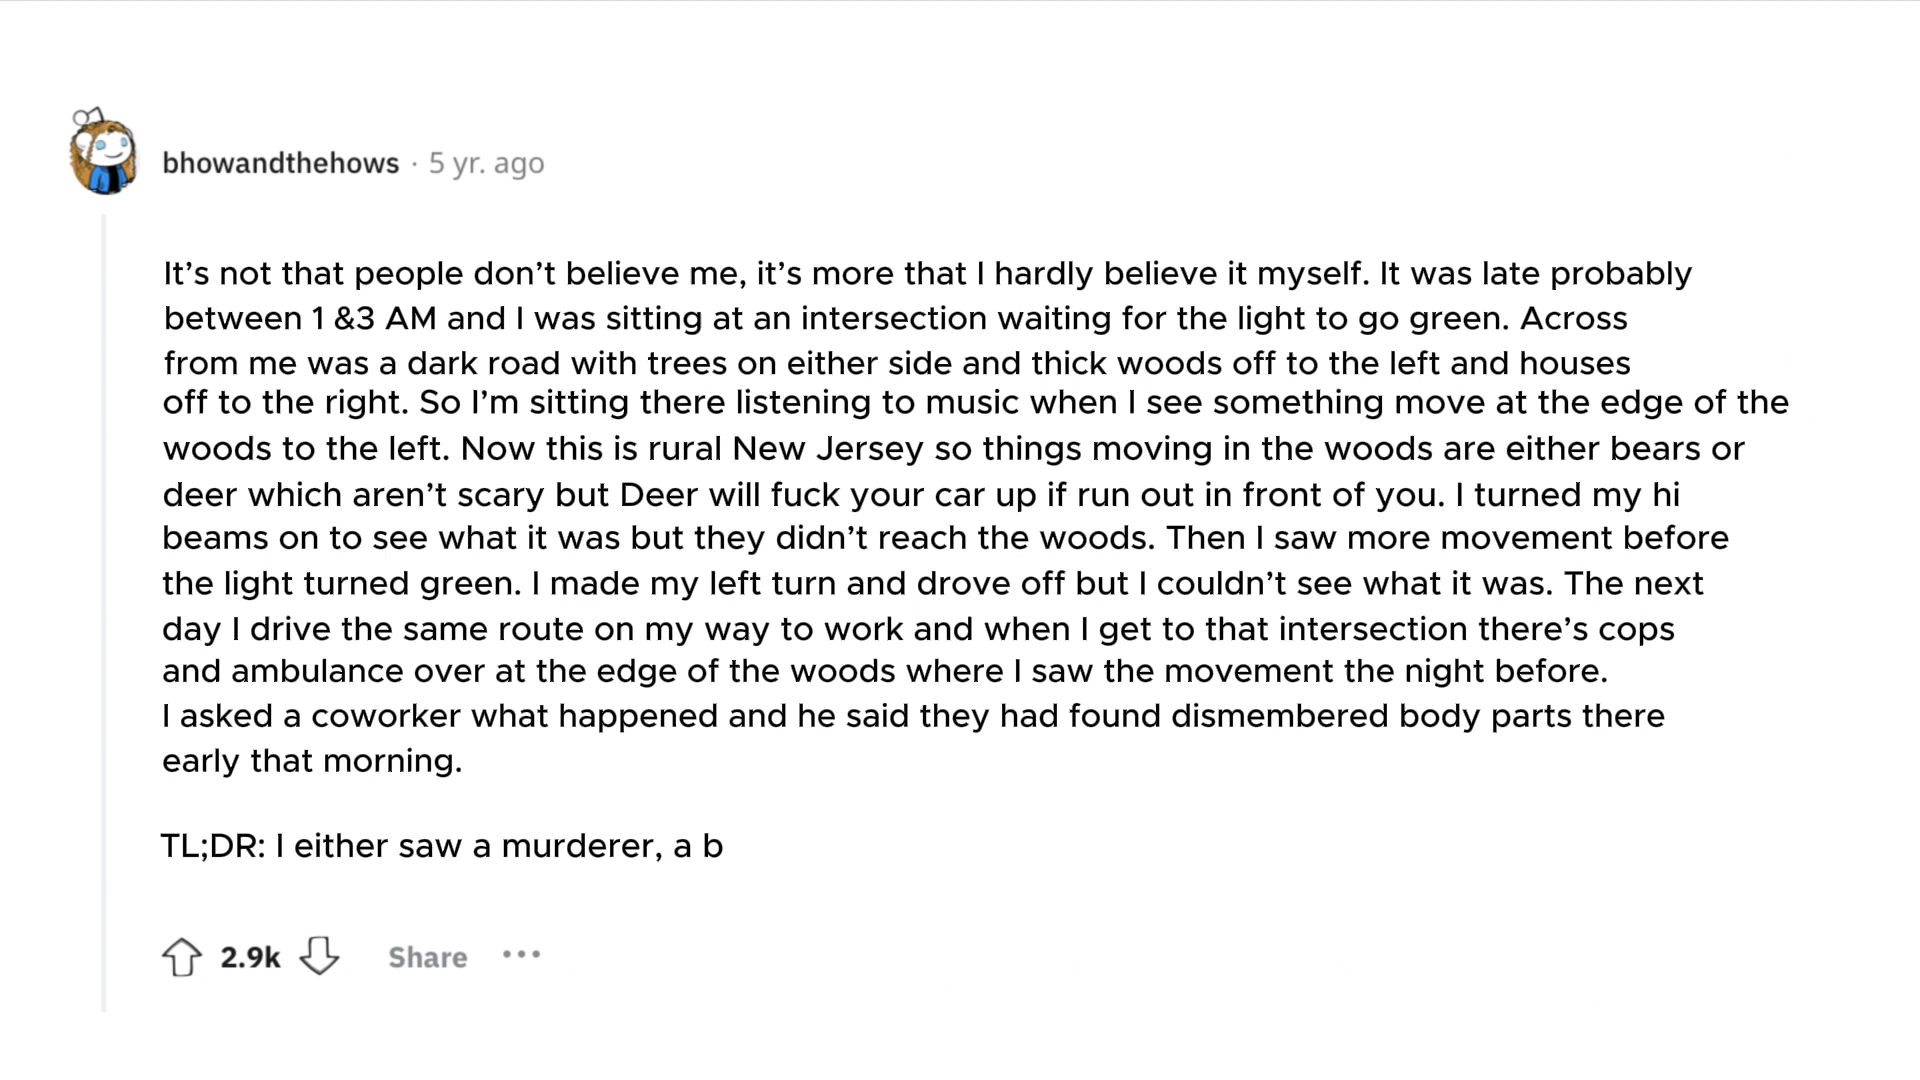 bhowandthehows · 5 yr. ago
It’s not that people don’t believe me, it’s more that I hardly believe it myself. It was late probably
between 1 &3 AM and I was sitting at an intersection waiting for the light to go green. Across
from me was a dark road with trees on either side and thick woods off to the left and houses
off to the right. So I’m sitting there listening to music when I see something move at the edge of the
woods to the left. Now this is rural New Jersey so things moving in the woods are either bears or
deer which aren’t scary but Deer will fuck your car up if run out in front of you. I turned my hi
beams on to see what it was but they didn’t reach the woods. Then I saw more movement before
the light turned green. I made my left turn and drove off but I couldn’t see what it was. The next
day I drive the same route on my way to work and when I get to that intersection there’s cops
and ambulance over at the edge of the woods where I saw the movement the night before.
I asked a coworker what happened and he said they had found dismembered body parts there
early that morning.
TL;DR: I either saw a murderer, a b
2.9k Share ···